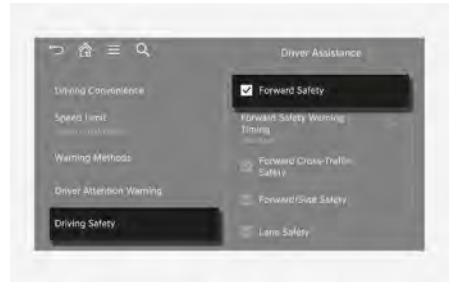 Driver Assistance
Driving Convenience
Speed Limit
Warning Methods
Driver Attention Warning
Driving Safety
Forward Safety
Forward Safety Warning
Timing
Forward Cross-Traffic
Safety
Forward/Side Safety
Lane Safety